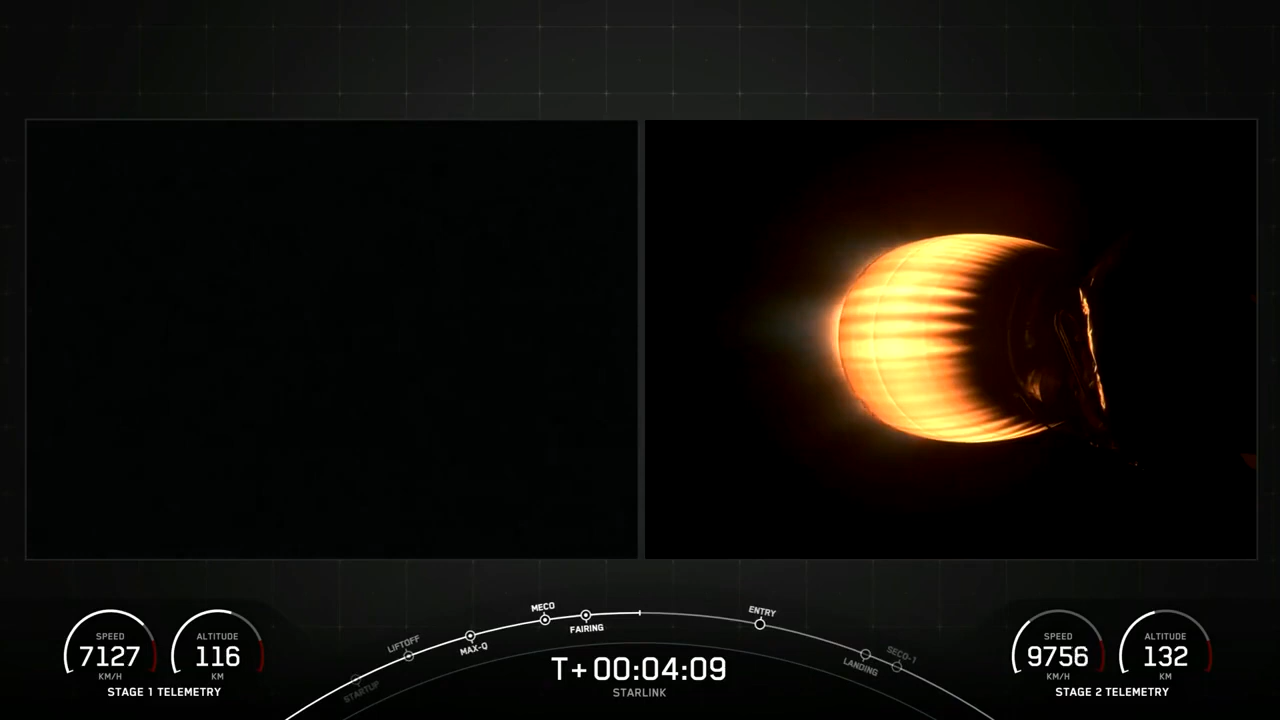 LIFTOFF
STARTUP
MAX-Q
MECO
FAIRING
ENTRY
LANDING
SECO-1
SPEED
7127
KM/H
ALTITUDE
116
KM
STAGE 1 TELEMETRY
T+00:04:09
STARLINK
SPEED
9756
KM/H
ALTITUDE
132
KM
STAGE 2 TELEMETRY